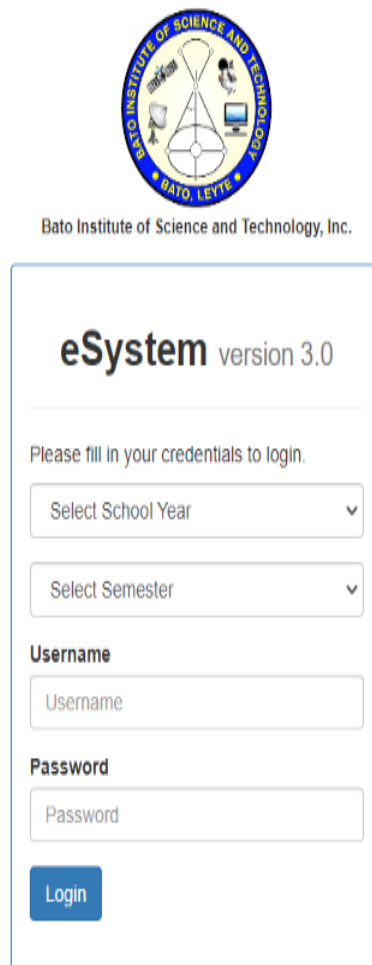 BATO INSTITUTE OF SCIENCE AND TECHNOLOGY
BATO, LEYTE
Bato Institute of Science and Technology, Inc.
eSystem version 3.0
Please fill in your credentials to login.
Select School Year
Select Semester
Username
Username
Password
Password
Login